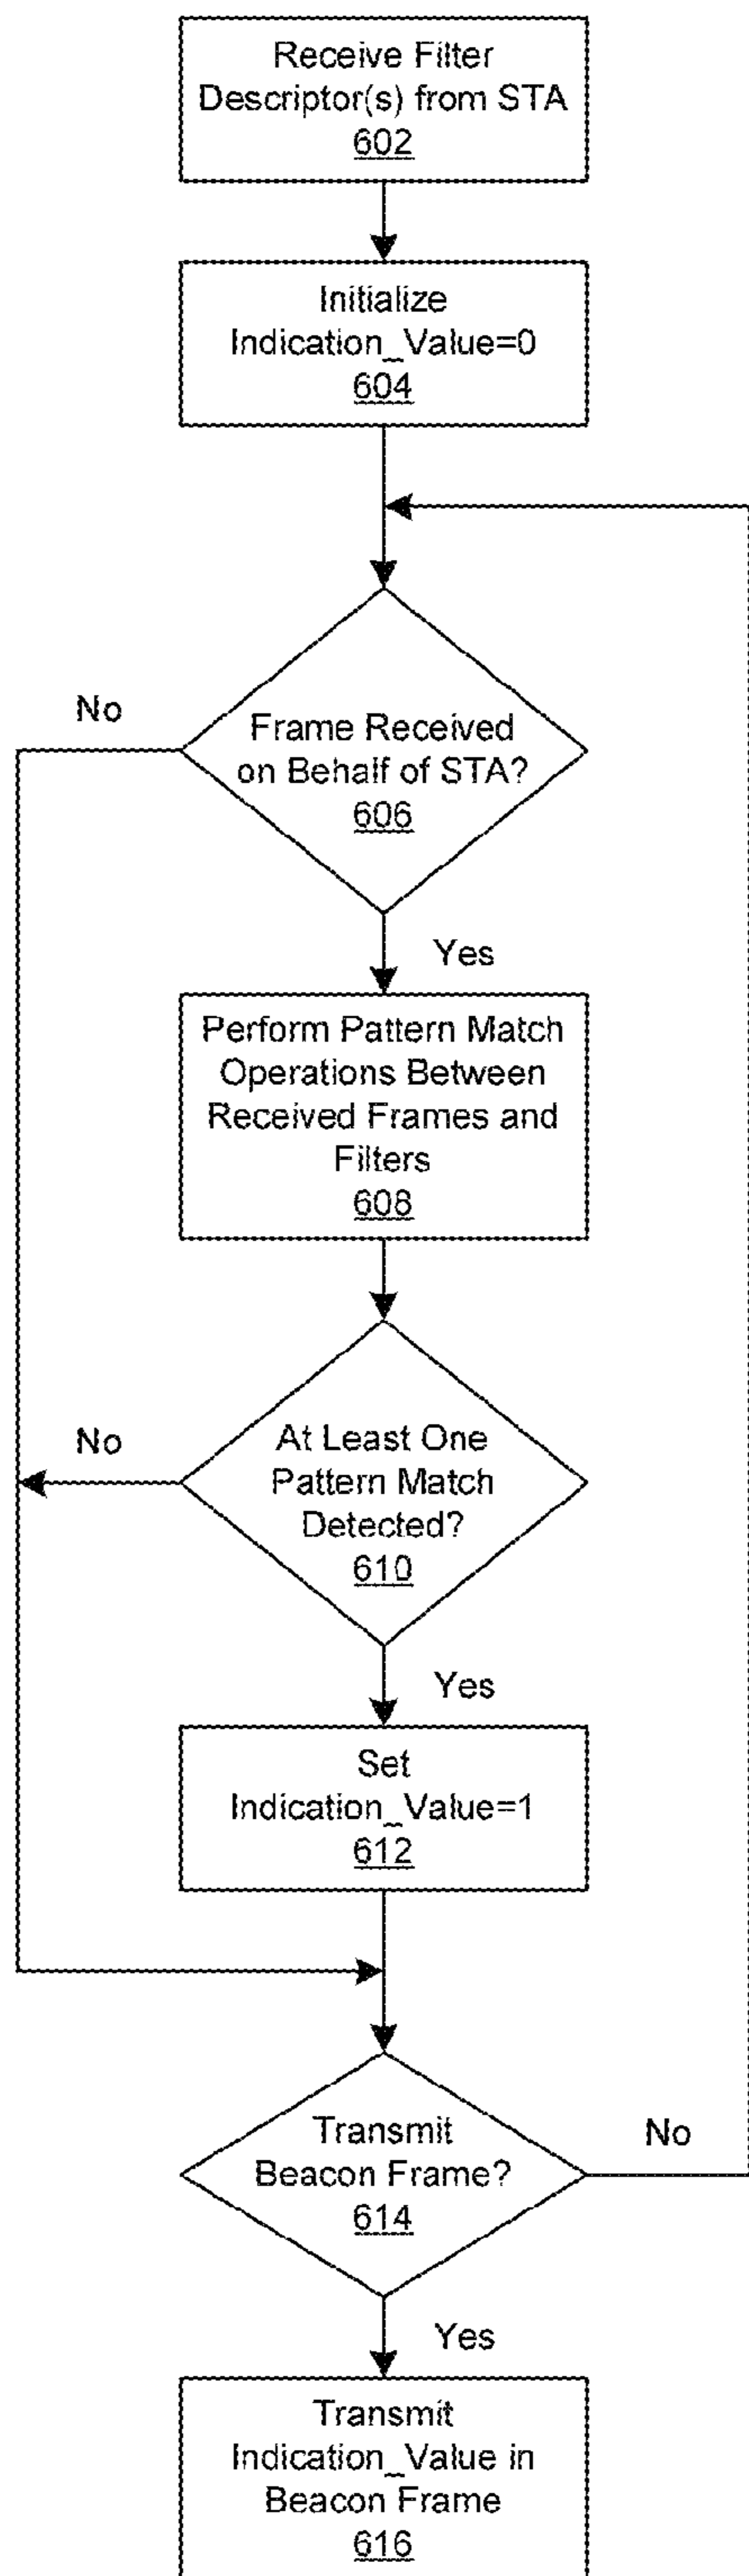 Receive Filter
Descriptor(s) from STA
602
Initialize
Indication_Value=0
604
No
Frame Received
on Behalf of STA?
606
Yes
Perform Pattern Match
Operations Between
Received Frames and
Filters
608
No
At Least One
Pattern Match
Detected?
610
Yes
Set
Indication_Value=1
612
Transmit
Beacon Frame?
614
No
Yes
Transmit
Indication_Value in
Beacon Frame
616